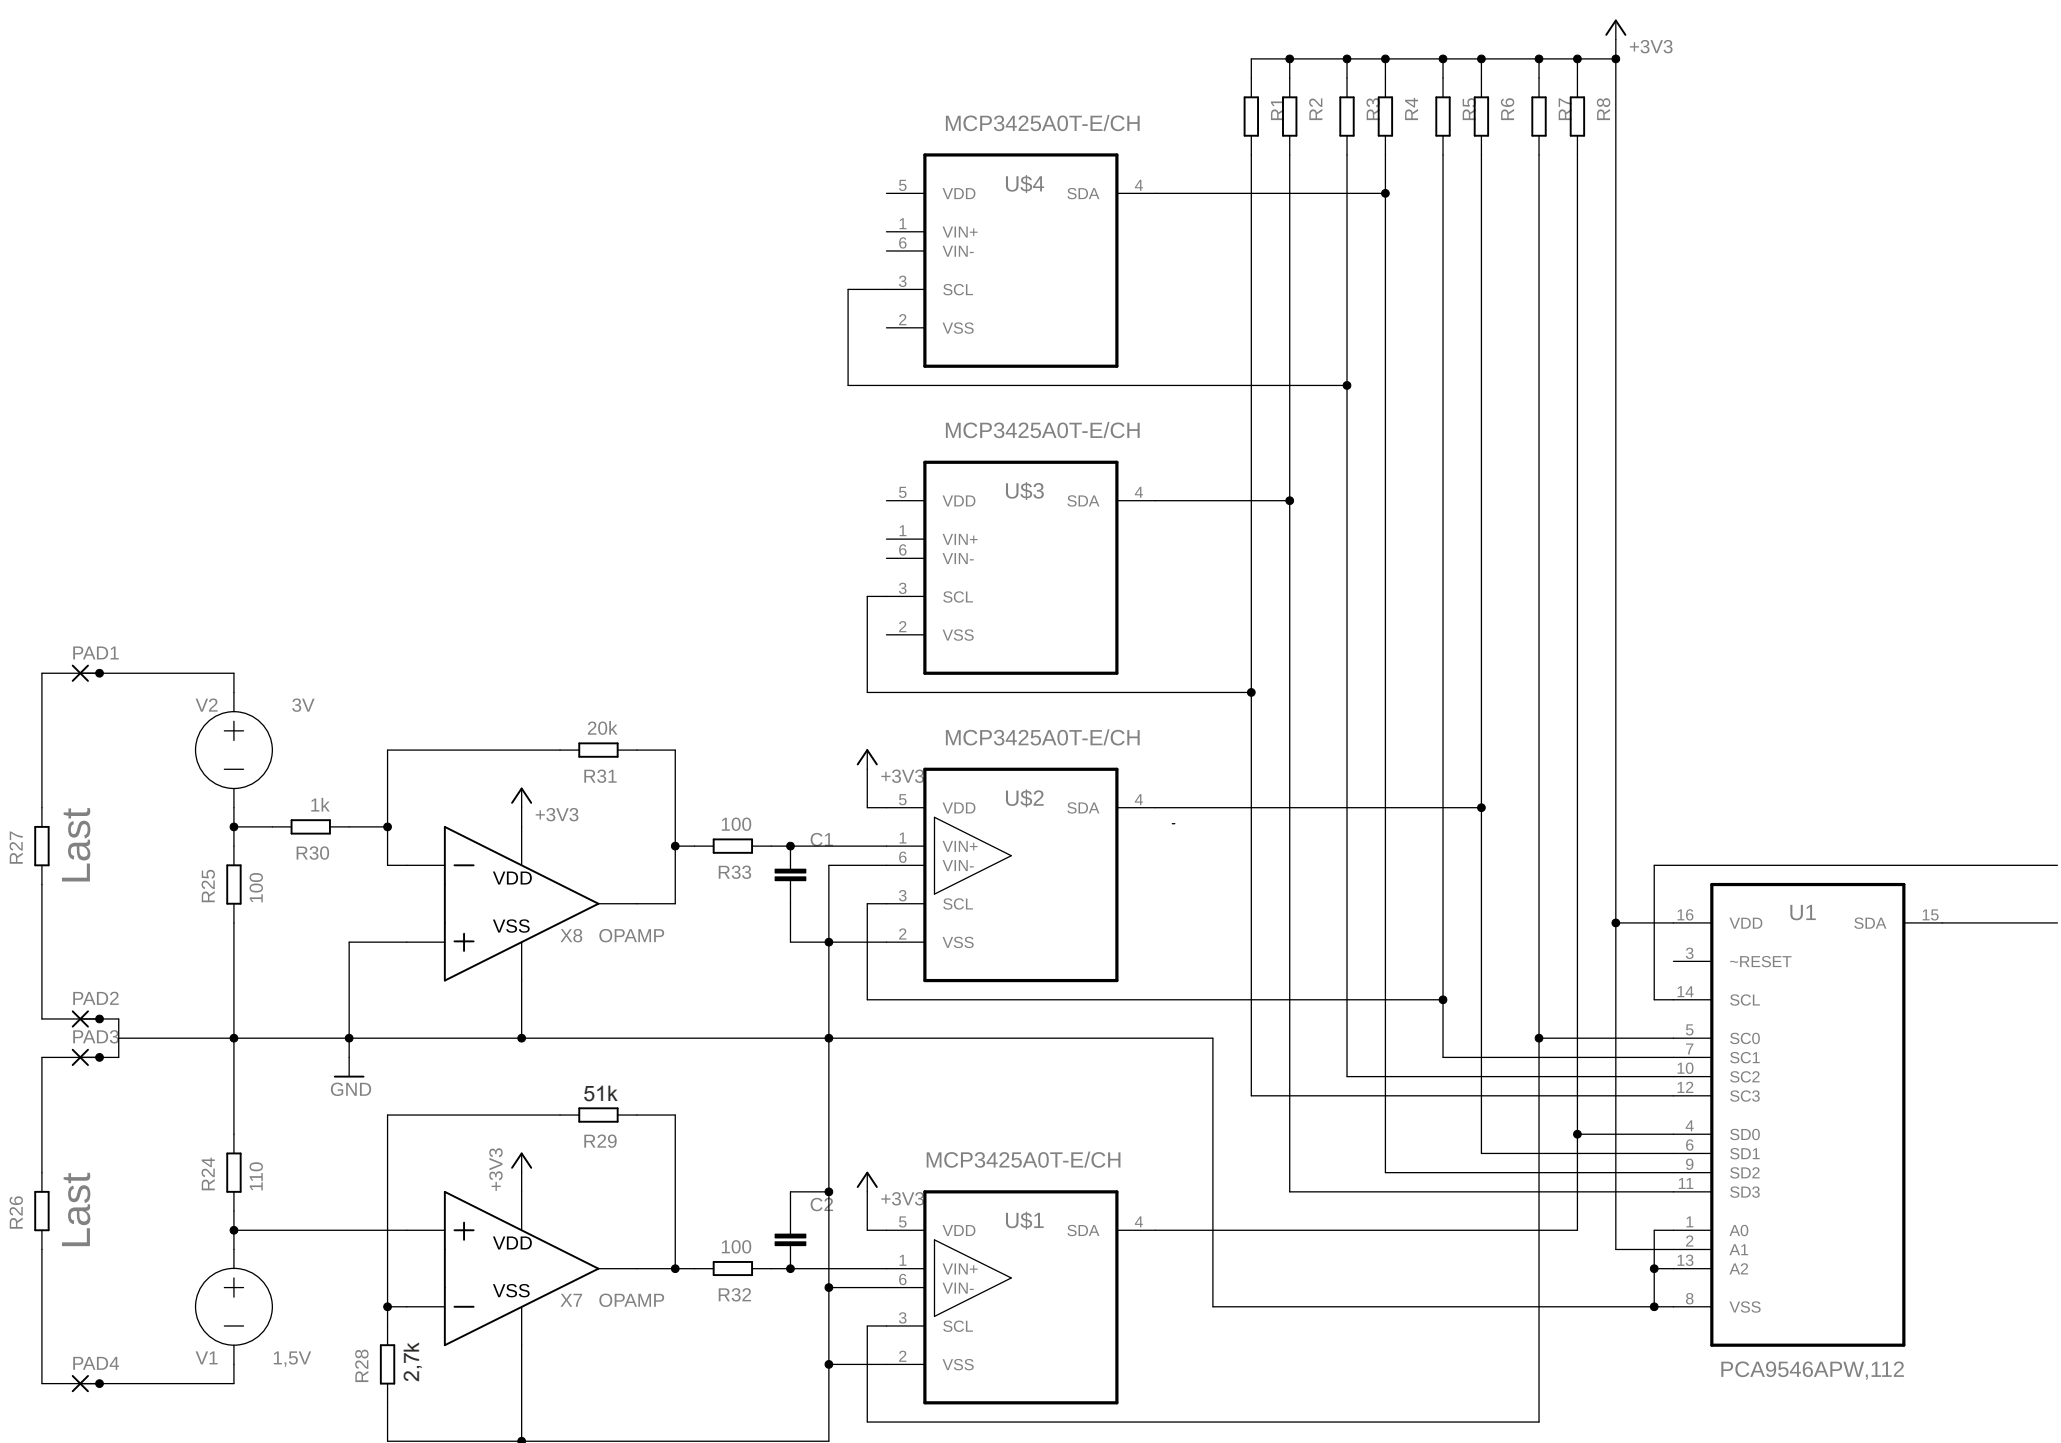 +3V3
R1
R2
R3
R4
R5
R6
R7
R8
MCP3425A0T-E/CH
U$4
5 VDD SDA 4
1 VIN+
6 VIN-
3 SCL
2 VSS
MCP3425A0T-E/CH
U$3
5 VDD SDA 4
1 VIN+
6 VIN-
3 SCL
2 VSS
PAD1
V2 3V
R27
Last
1k
R30
R25
100
20k
R31
+3V3
VDD
VSS
X8 OPAMP
100
R33
C1
MCP3425A0T-E/CH
+3V3
U$2
5 VDD SDA 4
-
1 VIN+
6 VIN-
3 SCL
2 VSS
PAD2
PAD3
GND
R26
Last
R24
110
V1 1,5V
PAD4
51k
R29
+3V3
VDD
VSS
X7 OPAMP
R28
2,7k
100
R32
C2
MCP3425A0T-E/CH
+3V3
U$1
5 VDD SDA 4
1 VIN+
6 VIN-
3 SCL
2 VSS
U1
16 VDD SDA 15
3 ~RESET
14 SCL
5 SC0
7 SC1
10 SC2
12 SC3
4 SD0
6 SD1
9 SD2
11 SD3
1 A0
2 A1
13 A2
8 VSS
PCA9546APW,112